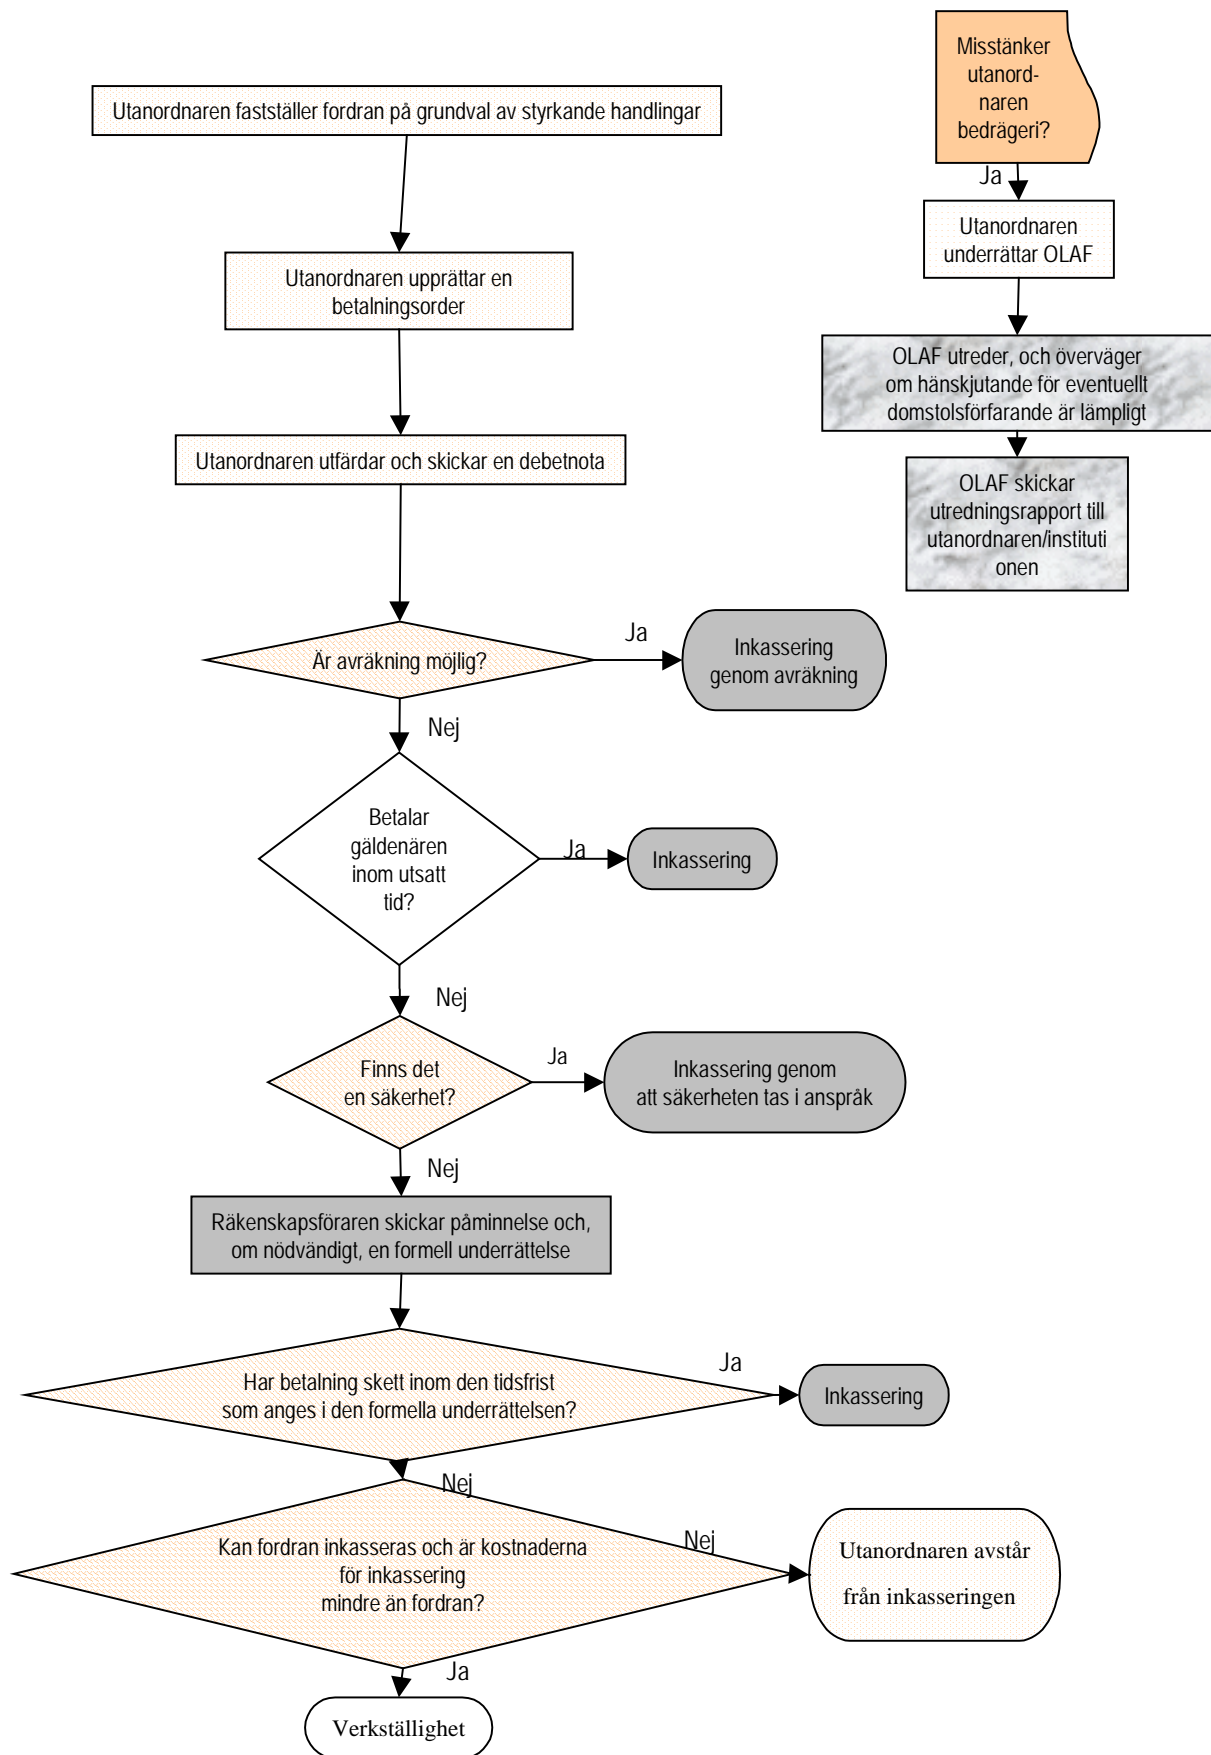 Utanordnaren fastställer fordran på grundval av styrkande handlingar
Utanordnaren upprättar en
betalningsorder
Utanordnaren utfärdar och skickar en debetnota
Är avräkning möjlig?
Ja
Inkassering
genom avräkning
Nej
Betalar
gäldenären
inom utsatt
tid?
Ja
Inkassering
Nej
Finns det
en säkerhet?
Ja
Inkassering genom
att säkerheten tas i anspråk
Nej
Räkenskapsföraren skickar påminnelse och,
om nödvändigt, en formell underrättelse
Har betalning skett inom den tidsfrist
som anges i den formella underrättelsen?
Ja
Inkassering
Nej
Kan fordran inkasseras och är kostnaderna
för inkassering
mindre än fordran?
Nej
Utanordnaren avstår
från inkasseringen
Ja
Verkställighet
Misstänker
utanord-
naren
bedrägeri?
Ja
Utanordnaren
underrättar OLAF
OLAF utreder, och överväger
om hänskjutande för eventuellt
domstolsförfarande är lämpligt
OLAF skickar
utredningsrapport till
utanordnaren/instituti
onen